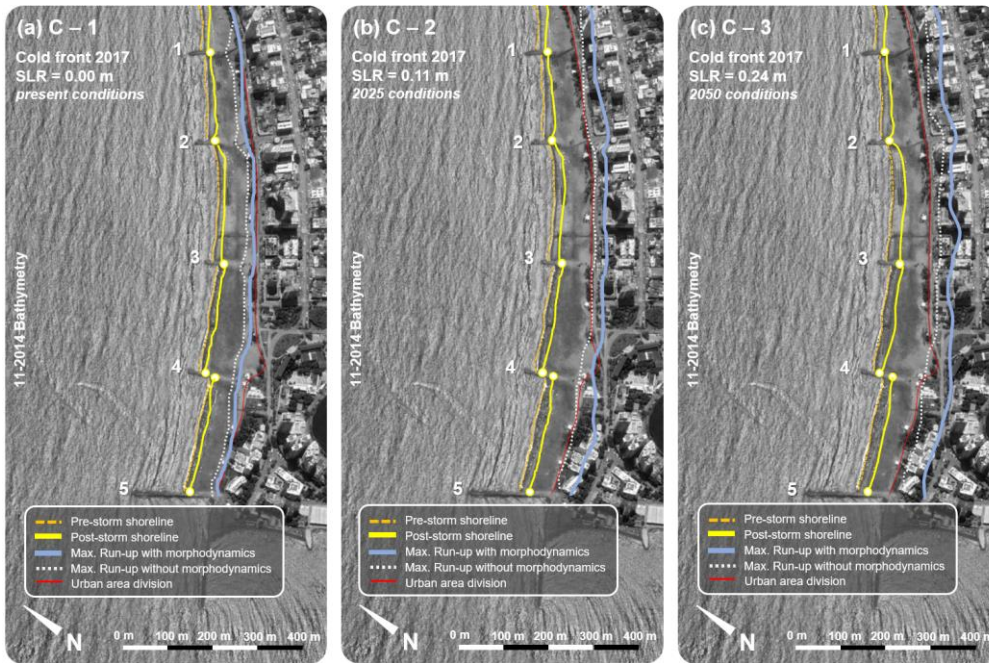 (a) C – 1
Cold front 2017
SLR = 0.00 m
present conditions
1
2
3
4
5
11-2014 Bathymetry
Pre-storm shoreline
Post-storm shoreline
Max. Run-up with morphodynamics
Max. Run-up without morphodynamics
Urban area division
N
0 m 100 m 200 m 300 m 400 m
(b) C – 2
Cold front 2017
SLR = 0.11 m
2025 conditions
1
2
3
4
5
11-2014 Bathymetry
Pre-storm shoreline
Post-storm shoreline
Max. Run-up with morphodynamics
Max. Run-up without morphodynamics
Urban area division
N
0 m 100 m 200 m 300 m 400 m
(c) C – 3
Cold front 2017
SLR = 0.24 m
2050 conditions
1
2
3
4
5
11-2014 Bathymetry
Pre-storm shoreline
Post-storm shoreline
Max. Run-up with morphodynamics
Max. Run-up without morphodynamics
Urban area division
N
0 m 100 m 200 m 300 m 400 m